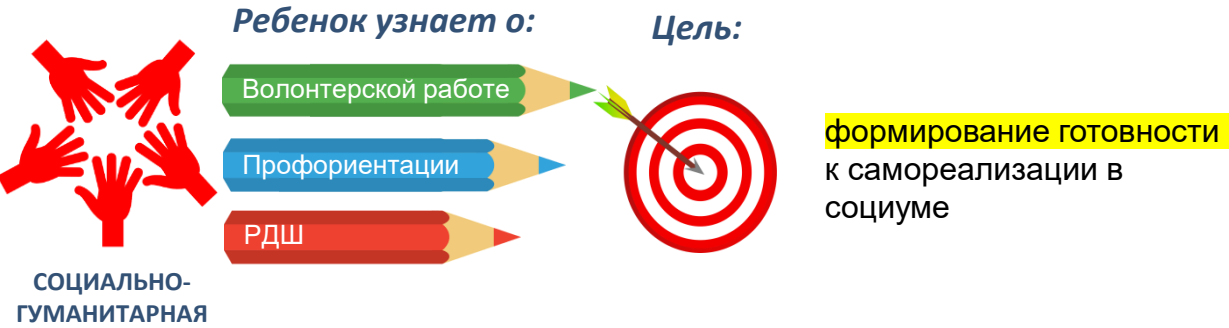 Ребенок узнает о:
Цель:
Волонтерской работе
Профориентации
РДШ
формирование готовности
к самореализации в
социуме
СОЦИАЛЬНО-
ГУМАНИТАРНАЯ